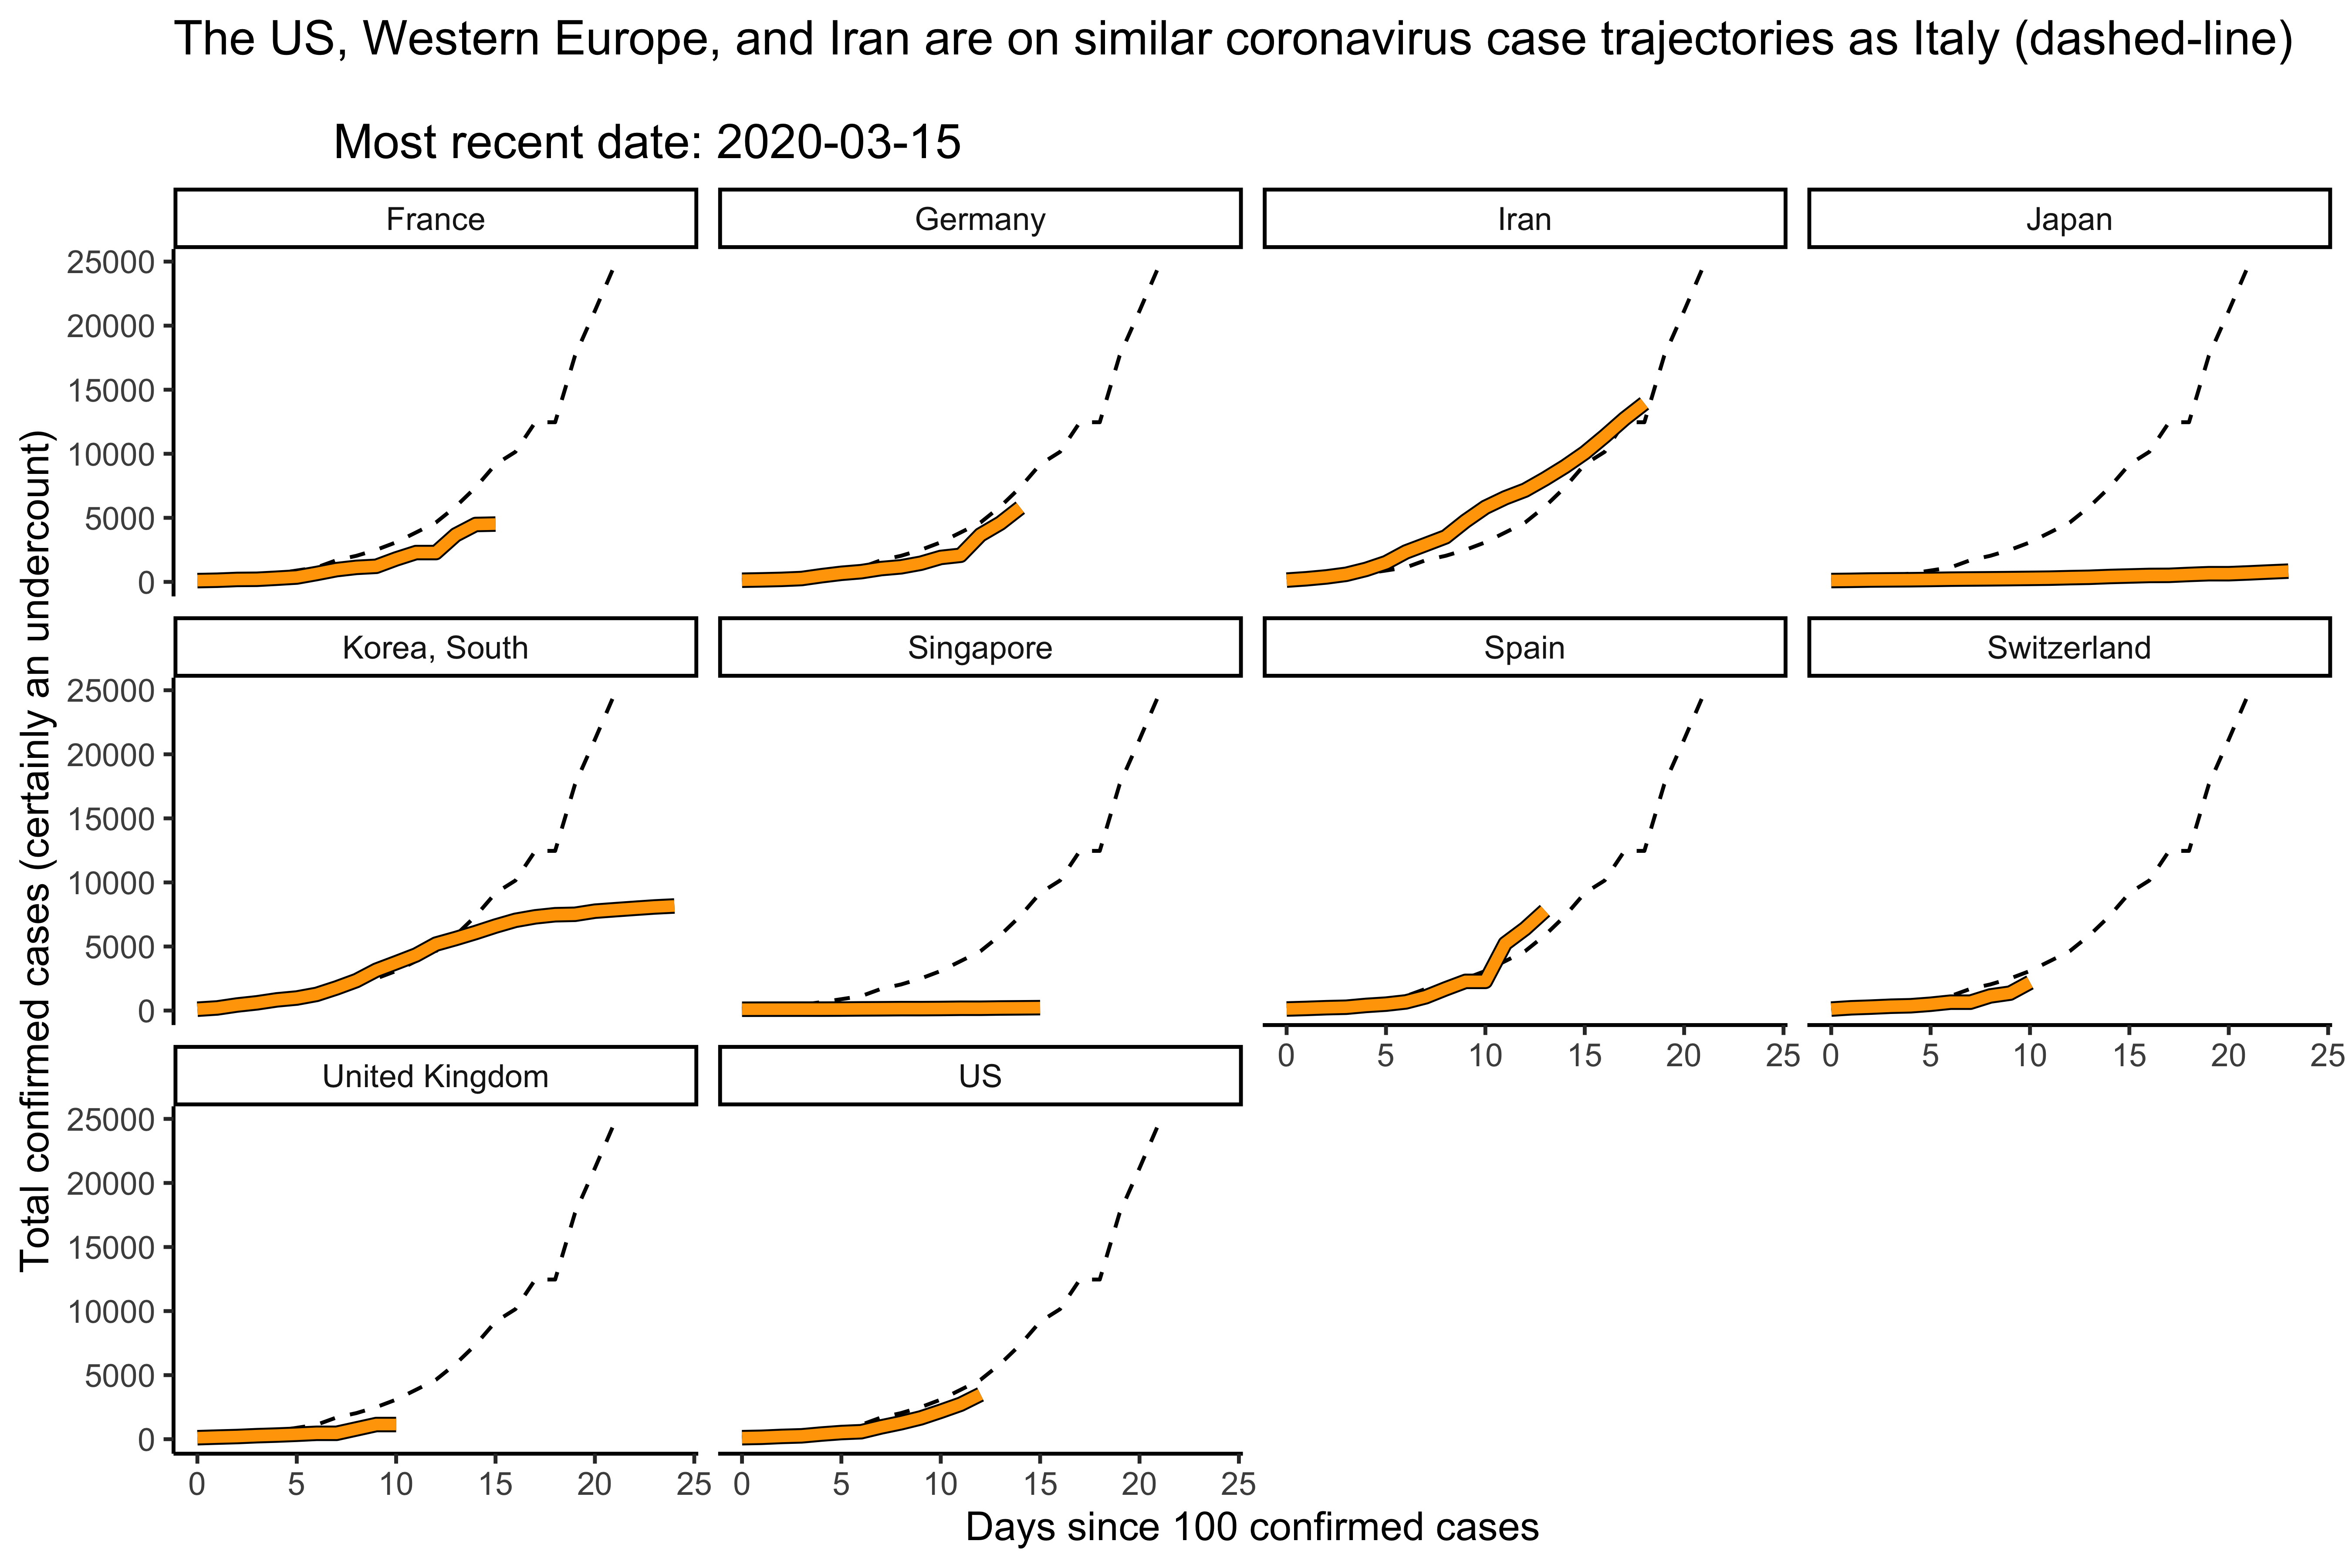 The US, Western Europe, and Iran are on similar coronavirus case trajectories as Italy (dashed-line)
Most recent date: 2020-03-15
Total confirmed cases (certainly an undercount)
France
Germany
Iran
Japan
25000
20000
15000
10000
5000
0
Korea, South
Singapore
Spain
Switzerland
25000
20000
15000
10000
5000
0
0 5 10 15 20 25
0 5 10 15 20 25
United Kingdom
US
25000
20000
15000
10000
5000
0
0 5 10 15 20 25
0 5 10 15 20 25
Days since 100 confirmed cases